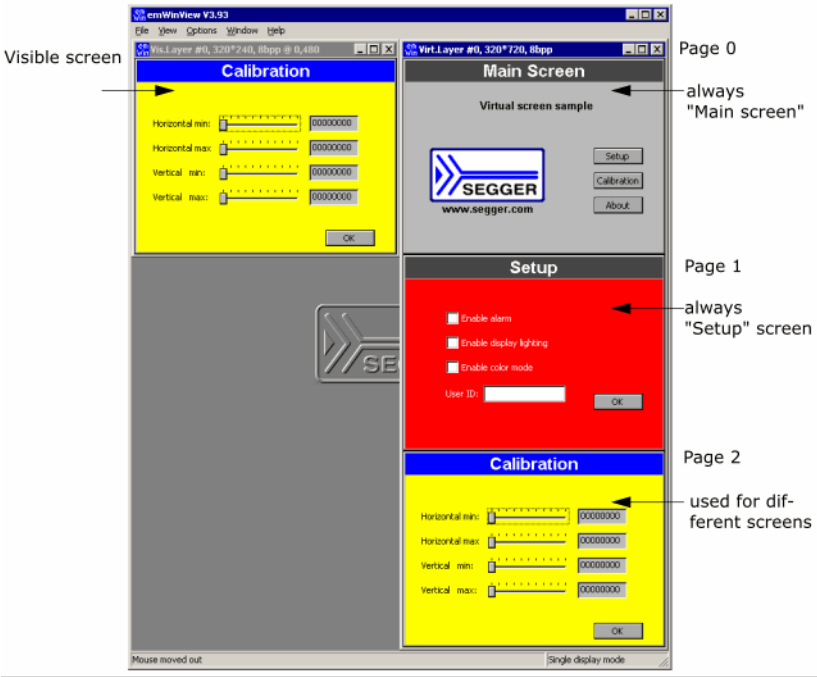 emWinView V3.93
File View Options Window Help
Visible screen
Vis.Layer #0, 320*240, 8bpp @ 0,480
Calibration
Horizontal min: 00000000
Horizontal max 00000000
Vertical min: 00000000
Vertical max: 00000000
OK
Virt.Layer #0, 320*720, 8bpp
Page 0
Main Screen
always
"Main screen"
Virtual screen sample
SEGGER
www.segger.com
Setup
Calibration
About
Page 1
Setup
always
"Setup" screen
Enable alarm
Enable display lighting
Enable color mode
User ID:
OK
SE
Page 2
Calibration
used for dif-
ferent screens
Horizontal min: 00000000
Horizontal max 00000000
Vertical min: 00000000
Vertical max: 00000000
OK
Mouse moved out
Single display mode